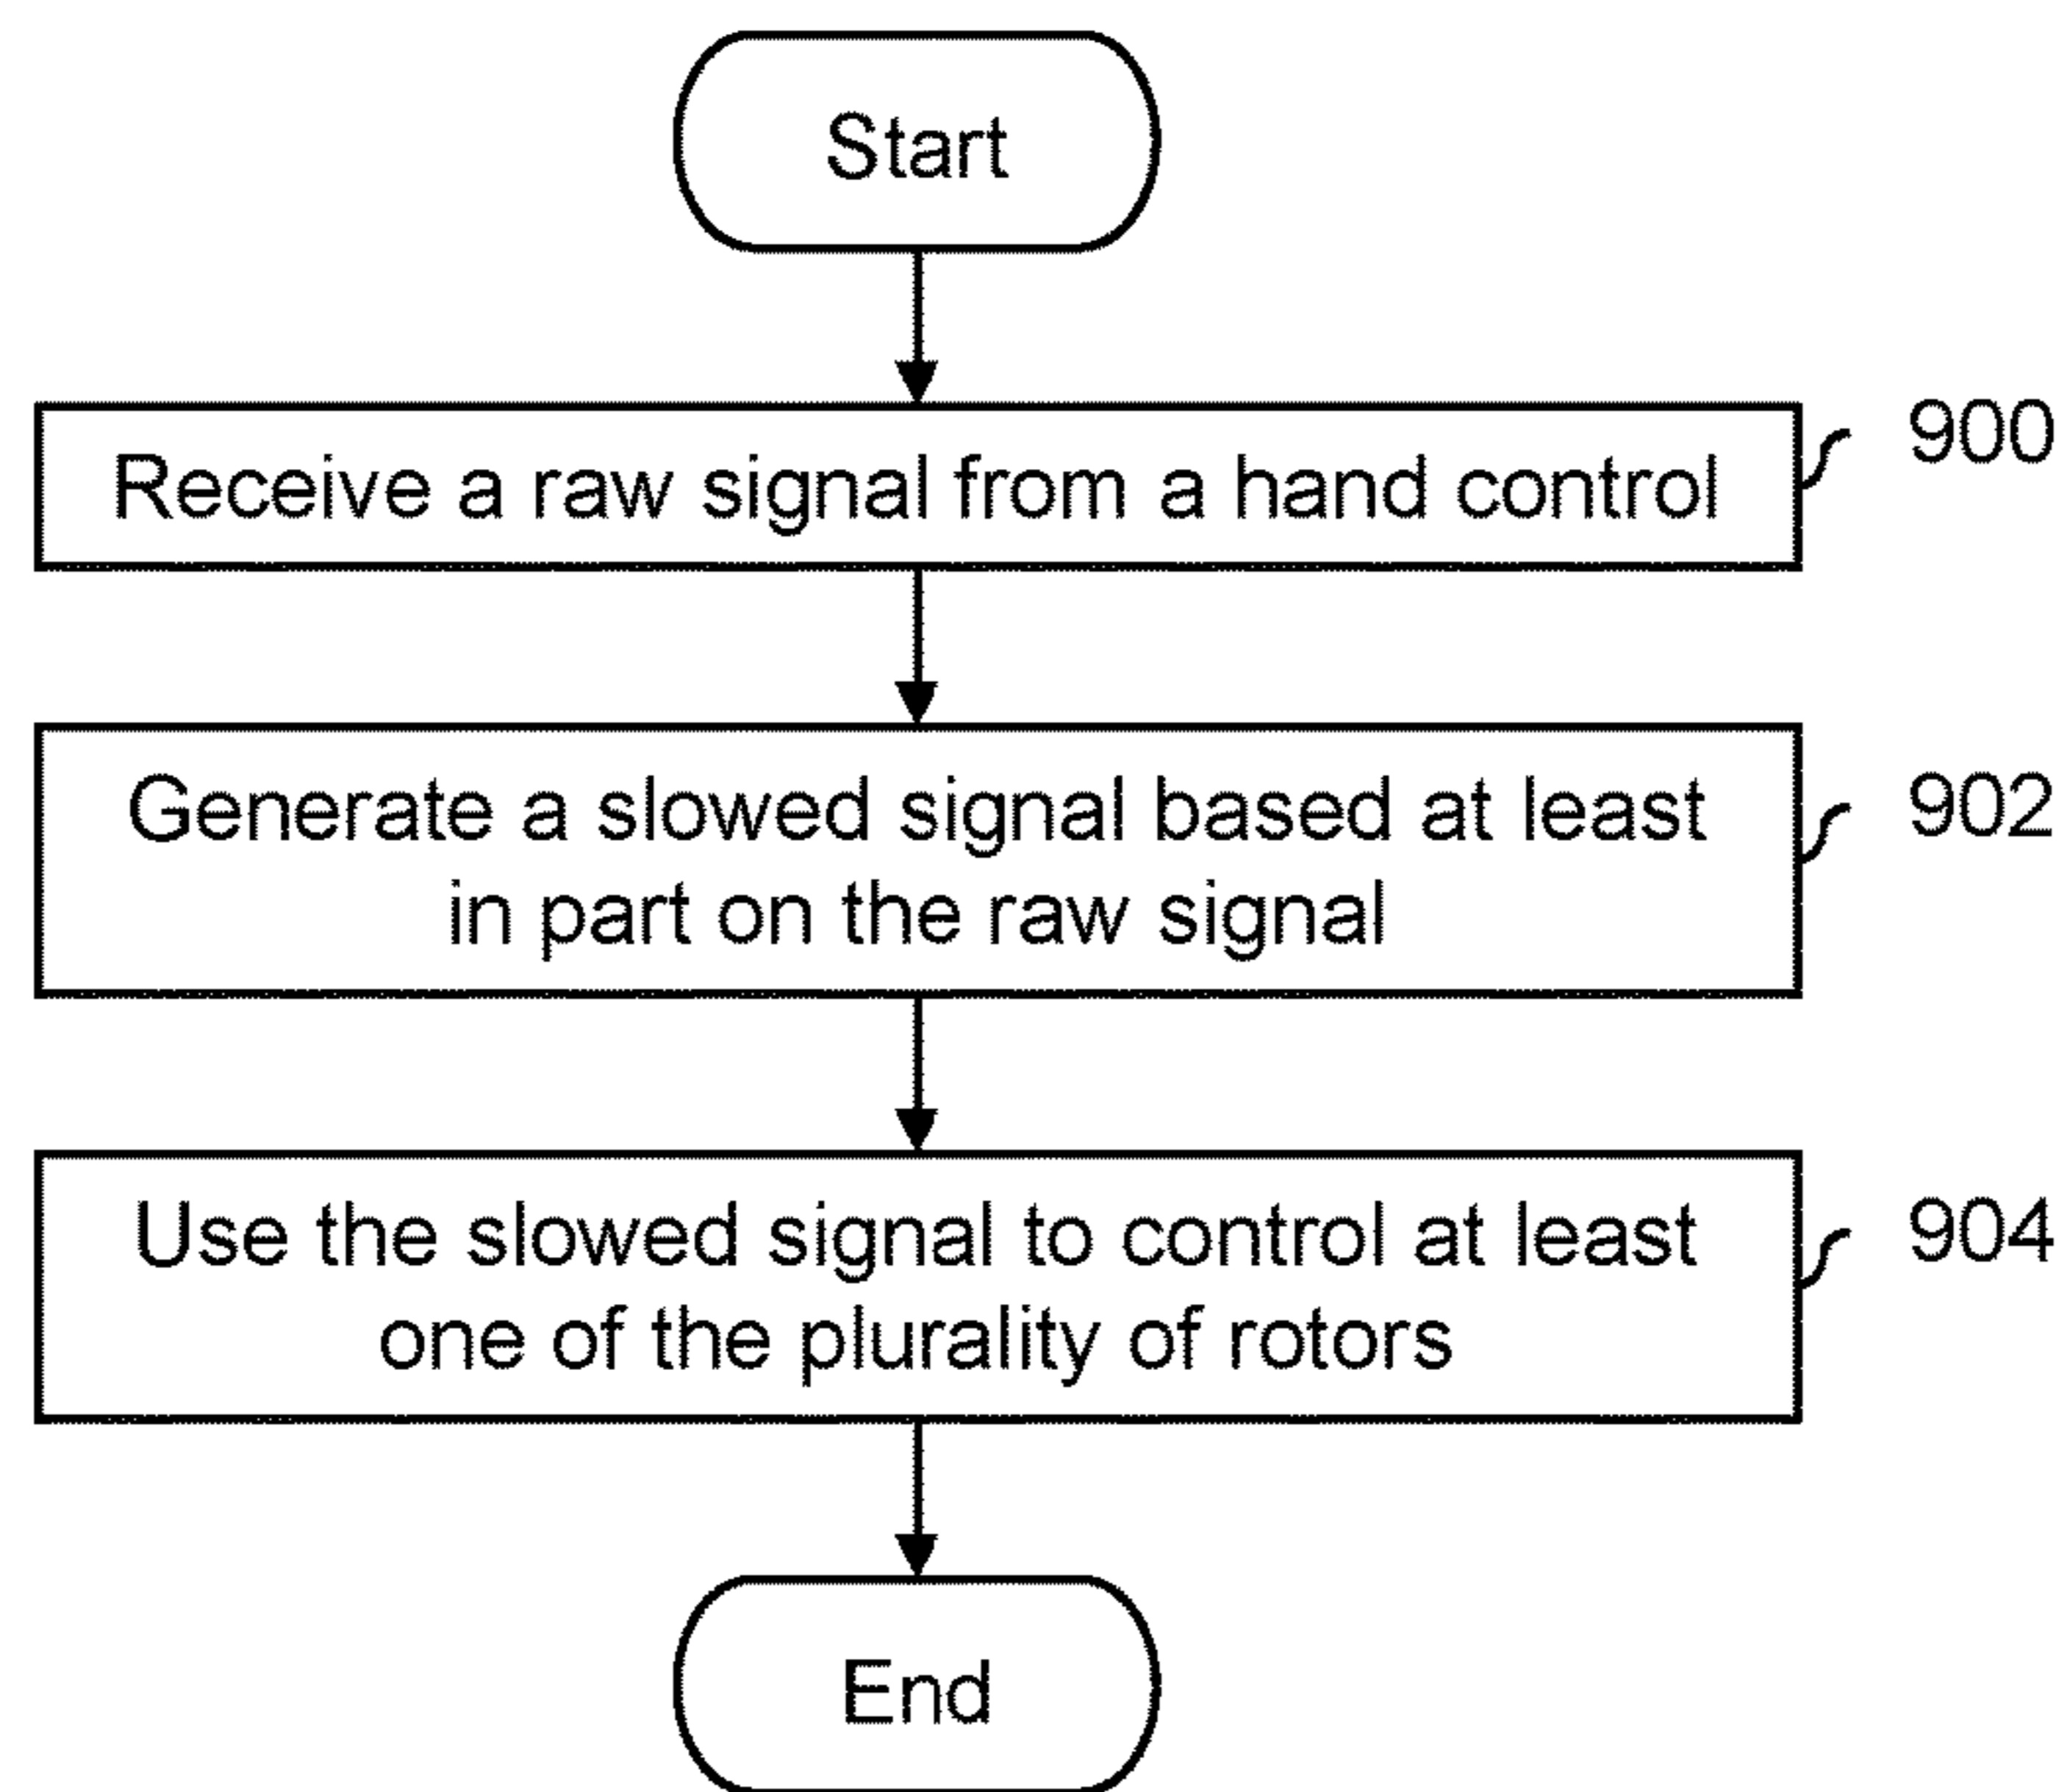 Start
Receive a raw signal from a hand control
900
Generate a slowed signal based at least
in part on the raw signal
902
Use the slowed signal to control at least
one of the plurality of rotors
904
End